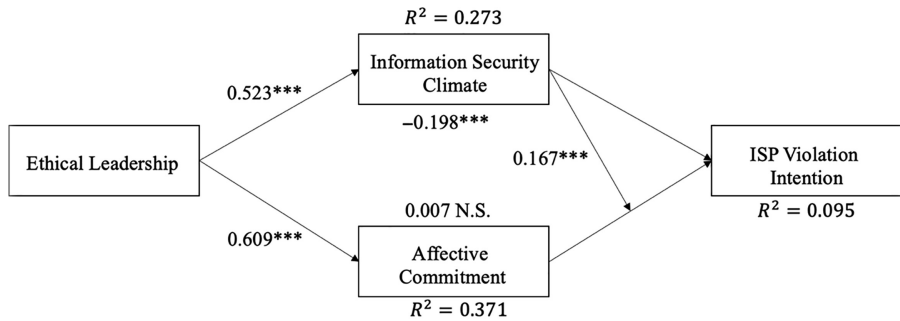 R² = 0.273
Information Security
Climate
0.523***
−0.198***
0.167***
Ethical Leadership
ISP Violation
Intention
R² = 0.095
0.007 N.S.
0.609***
Affective
Commitment
R² = 0.371